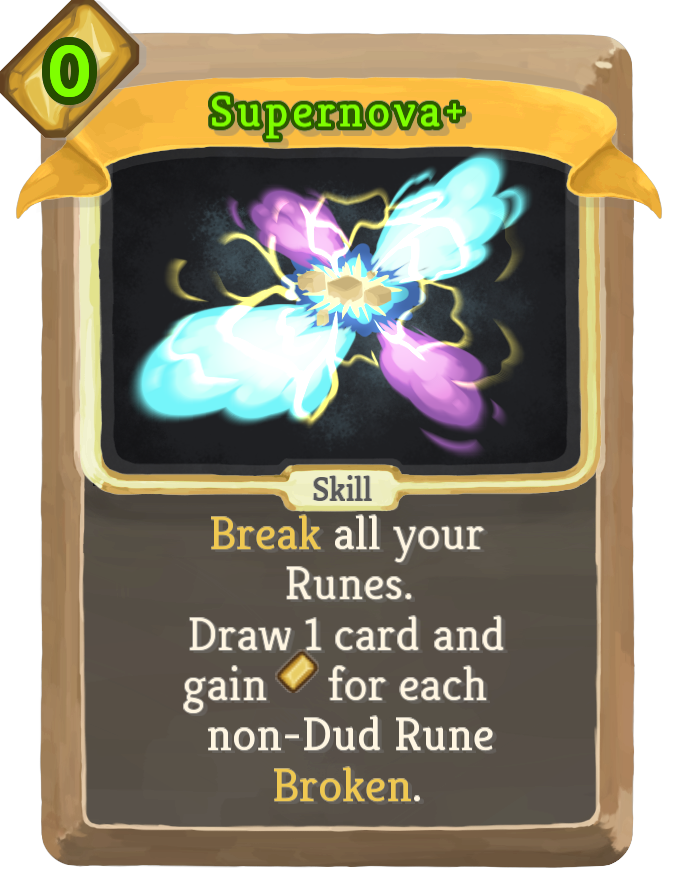 0
Supernova+
Skill
Break all your
Runes.
Draw 1 card and
gain for each
non-Dud Rune
Broken.